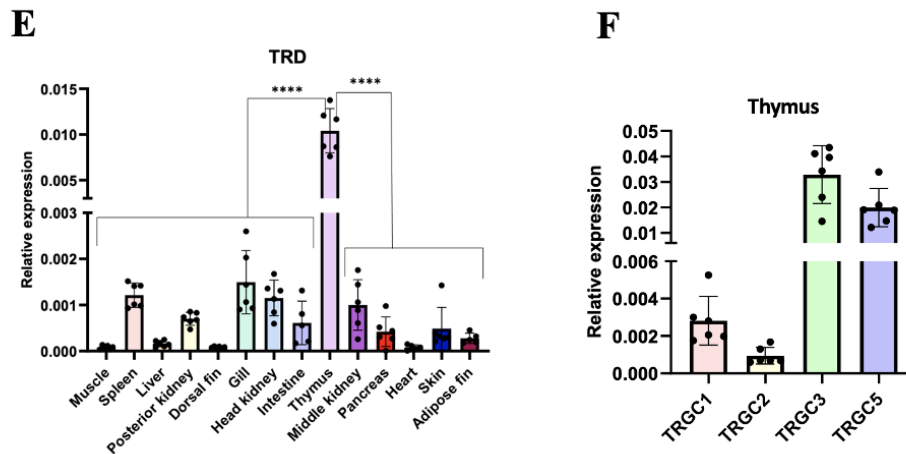 E
TRD
****
****
Relative expression
0.015
0.010
0.005
0.003
0.002
0.001
0.000
Muscle
Spleen
Liver
Posterior kidney
Dorsal fin
Gill
Head kidney
Intestine
Thymus
Middle kidney
Pancreas
Heart
Skin
Adipose fin
F
Thymus
Relative expression
0.05
0.04
0.03
0.02
0.01
0.006
0.004
0.002
0.000
TRGC1
TRGC2
TRGC3
TRGC5